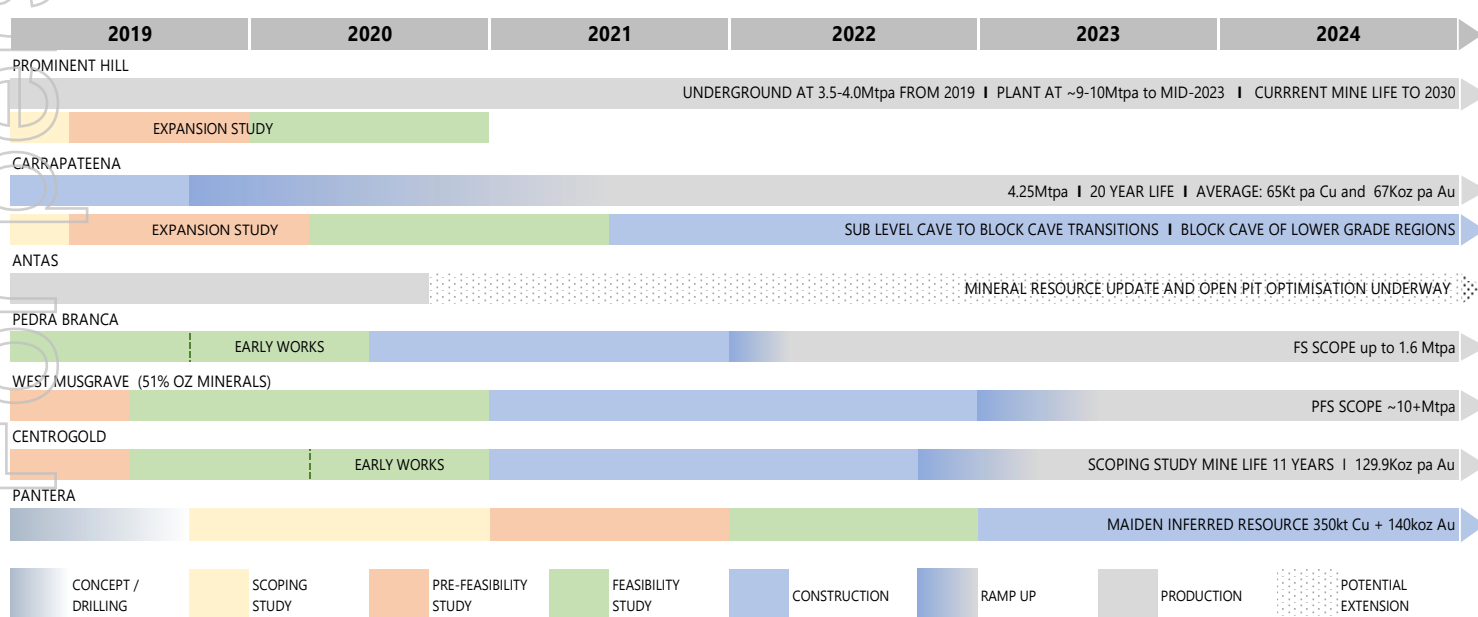 2019 2020 2021 2022 2023 2024
PROMINENT HILL
UNDERGROUND AT 3.5-4.0Mtpa FROM 2019 I PLANT AT ~9-10Mtpa to MID-2023 I CURRRENT MINE LIFE TO 2030
EXPANSION STUDY
CARRAPATEENA
4.25Mtpa I 20 YEAR LIFE I AVERAGE: 65Kt pa Cu and 67Koz pa Au
EXPANSION STUDY
SUB LEVEL CAVE TO BLOCK CAVE TRANSITIONS I BLOCK CAVE OF LOWER GRADE REGIONS
ANTAS
MINERAL RESOURCE UPDATE AND OPEN PIT OPTIMISATION UNDERWAY
PEDRA BRANCA
EARLY WORKS
FS SCOPE up to 1.6 Mtpa
WEST MUSGRAVE (51% OZ MINERALS)
PFS SCOPE ~10+Mtpa
CENTROGOLD
EARLY WORKS
SCOPING STUDY MINE LIFE 11 YEARS I 129.9Koz pa Au
PANTERA
MAIDEN INFERRED RESOURCE 350kt Cu + 140koz Au
CONCEPT /
DRILLING
SCOPING
STUDY
PRE-FEASIBILITY
STUDY
FEASIBILITY
STUDY
CONSTRUCTION
RAMP UP
PRODUCTION
POTENTIAL
EXTENSION